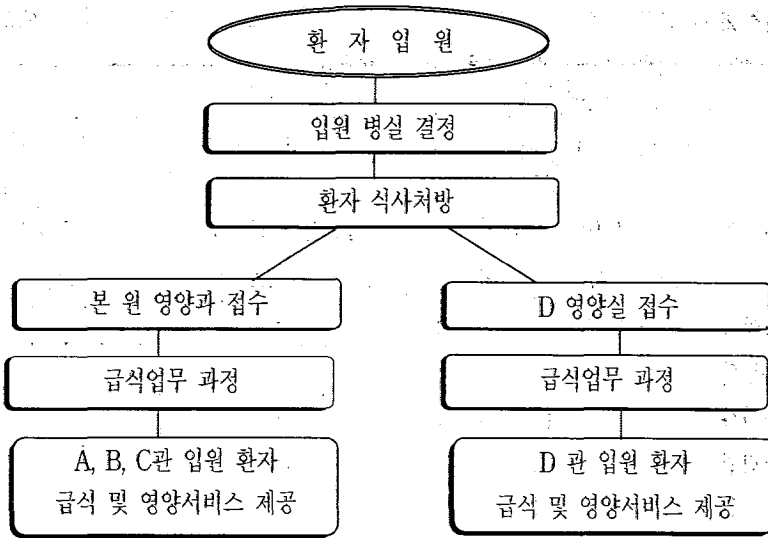 환 자 입 원
입원 병실 결정
환자 식사처방
본 원 영양과 접수
D 영양실 접수
급식업무 과정
급식업무 과정
A, B, C관 입원 환자
급식 및 영양서비스 제공
D 관 입원 환자
급식 및 영양서비스 제공